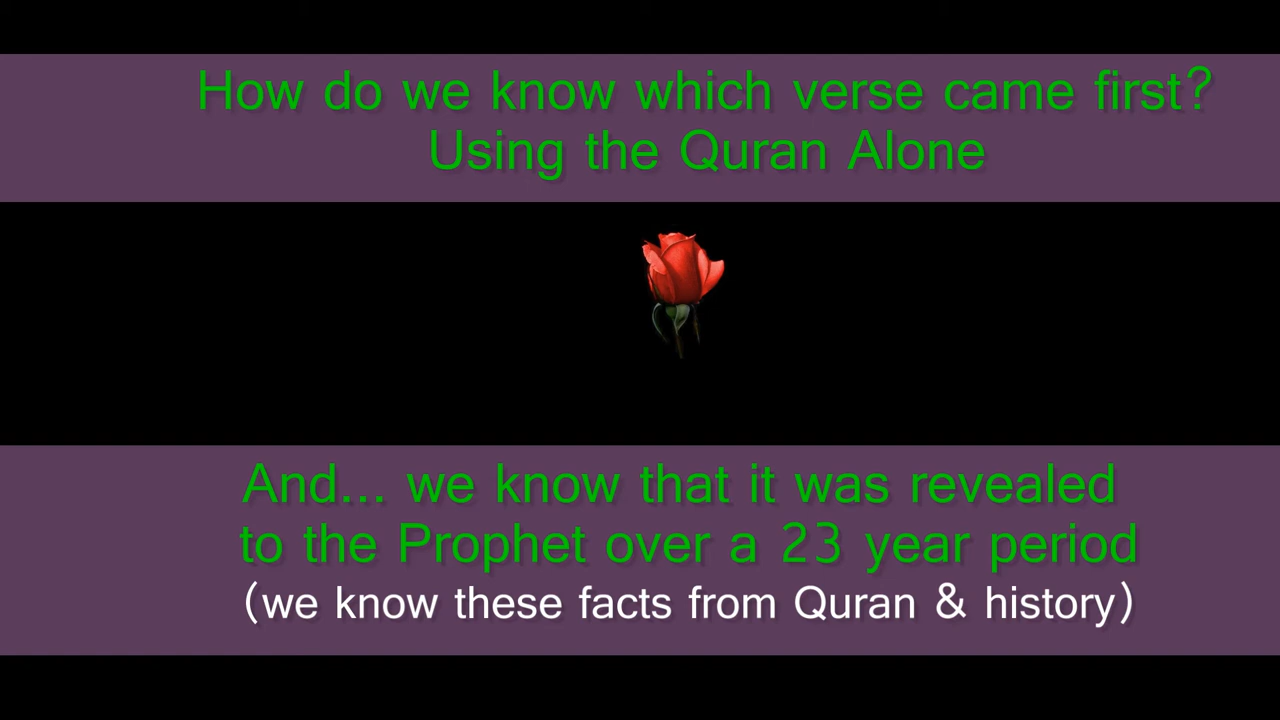 How do we know which verse came first?
Using the Quran Alone
And... we know that it was revealed
to the Prophet over a 23 year period
(we know these facts from Quran & history)